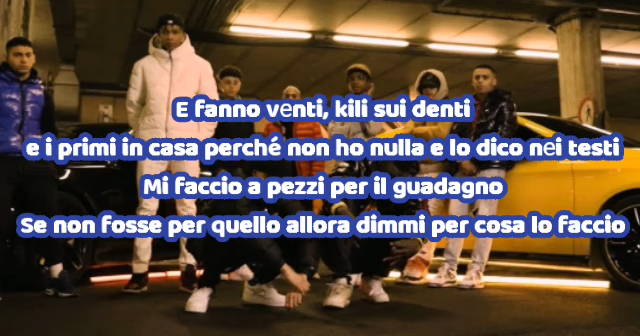 E fanno venti, kili sui denti
e i primi in casa perché non ho nulla e lo dico nei testi
Mi faccio a pezzi per il guadagno
Se non fosse per quello allora dimmi per cosa lo faccio